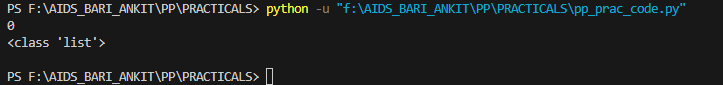 PS F:\AIDS_BARI_ANKIT\PP\PRACTICALS> python -u "f:\AIDS_BARI_ANKIT\PP\PRACTICALS\pp_prac_code.py"
0
<class 'list'>
PS F:\AIDS_BARI_ANKIT\PP\PRACTICALS>